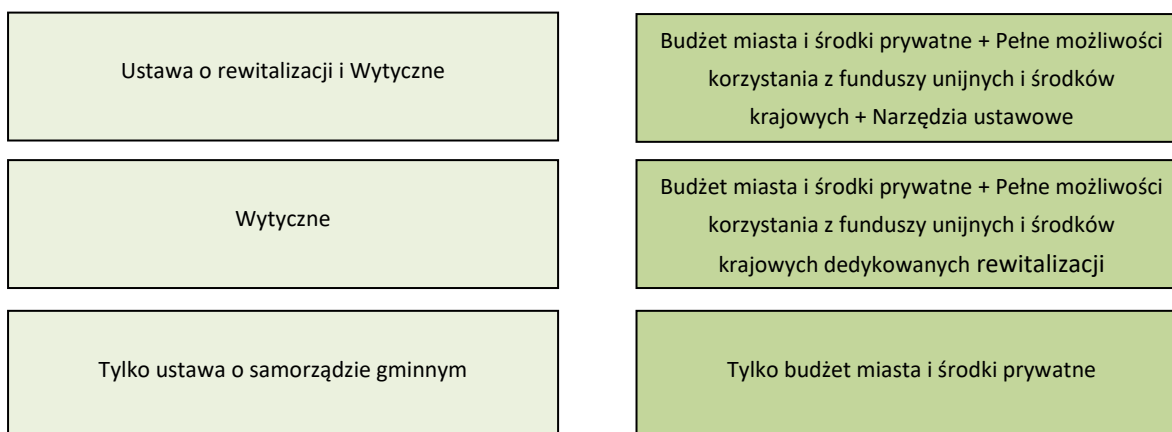 Ustawa o rewitalizacji i Wytyczne
Budżet miasta i środki prywatne + Pełne możliwości
korzystania z funduszy unijnych i środków
krajowych + Narzędzia ustawowe
Wytyczne
Budżet miasta i środki prywatne + Pełne możliwości
korzystania z funduszy unijnych i środków
krajowych dedykowanych rewitalizacji
Tylko ustawa o samorządzie gminnym
Tylko budżet miasta i środki prywatne